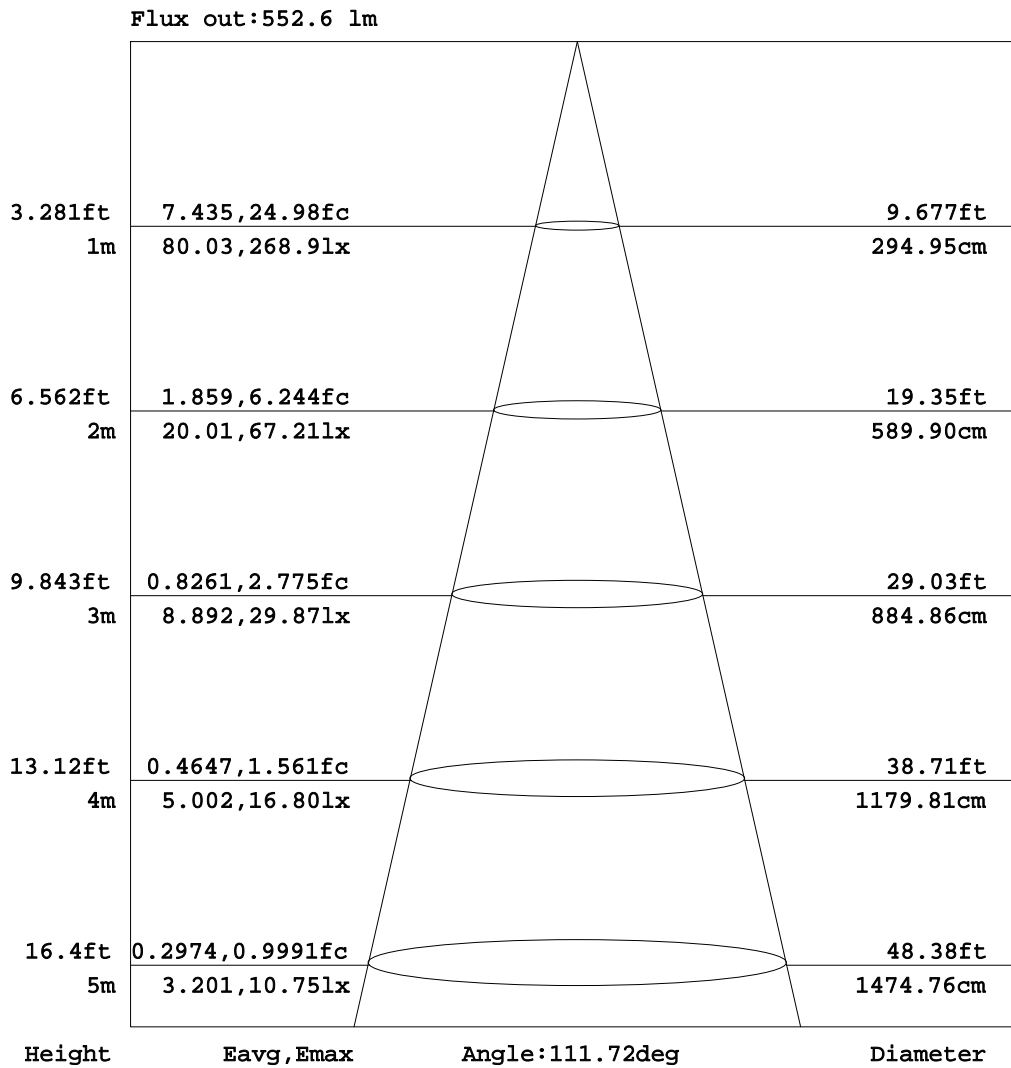 Flux out:552.6 lm
3.281ft 7.435,24.98fc 9.677ft
1m 80.03,268.9lx 294.95cm
6.562ft 1.859,6.244fc 19.35ft
2m 20.01,67.21lx 589.90cm
9.843ft 0.8261,2.775fc 29.03ft
3m 8.892,29.87lx 884.86cm
13.12ft 0.4647,1.561fc 38.71ft
4m 5.002,16.80lx 1179.81cm
16.4ft 0.2974,0.9991fc 48.38ft
5m 3.201,10.75lx 1474.76cm
Height Eavg,Emax Angle:111.72deg Diameter